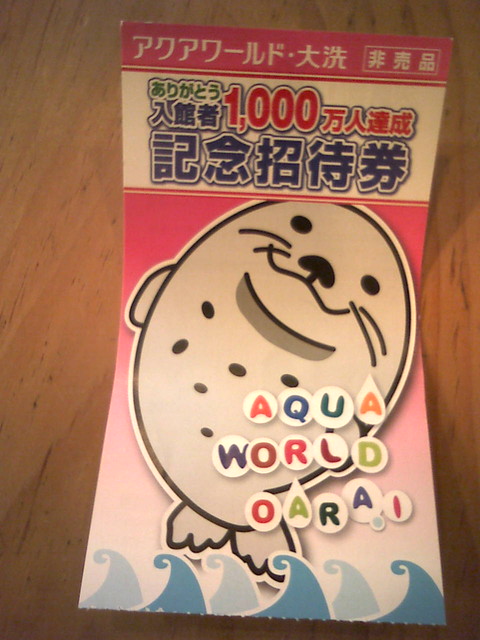 アクアワールド・大洗 非売品
ありがとう
入館者1,000万人達成
記念招待券
AQUA
WORLD
OARAI